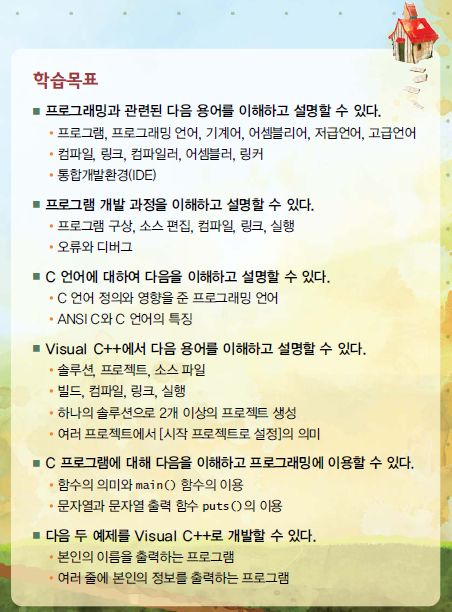 학습목표
■ 프로그래밍과 관련된 다음 용어를 이해하고 설명할 수 있다.
• 프로그램, 프로그래밍 언어, 기계어, 어셈블리어, 저급언어, 고급언어
• 컴파일, 링크, 컴파일러, 어셈블러, 링커
• 통합개발환경(IDE)
■ 프로그램 개발 과정을 이해하고 설명할 수 있다.
• 프로그램 구상, 소스 편집, 컴파일, 링크, 실행
• 오류와 디버그
■ C 언어에 대하여 다음을 이해하고 설명할 수 있다.
• C 언어 정의와 영향을 준 프로그래밍 언어
• ANSI C와 C 언어의 특징
■ Visual C++에서 다음 용어를 이해하고 설명할 수 있다.
• 솔루션, 프로젝트, 소스 파일
• 빌드, 컴파일, 링크, 실행
• 하나의 솔루션으로 2개 이상의 프로젝트 생성
• 여러 프로젝트에서 [시작 프로젝트로 설정]의 의미
■ C 프로그램에 대해 다음을 이해하고 프로그래밍에 이용할 수 있다.
• 함수의 의미와 main() 함수의 이용
• 문자열과 문자열 출력 함수 puts()의 이용
■ 다음 두 예제를 Visual C++로 개발할 수 있다.
• 본인의 이름을 출력하는 프로그램
• 여러 줄에 본인의 정보를 출력하는 프로그램